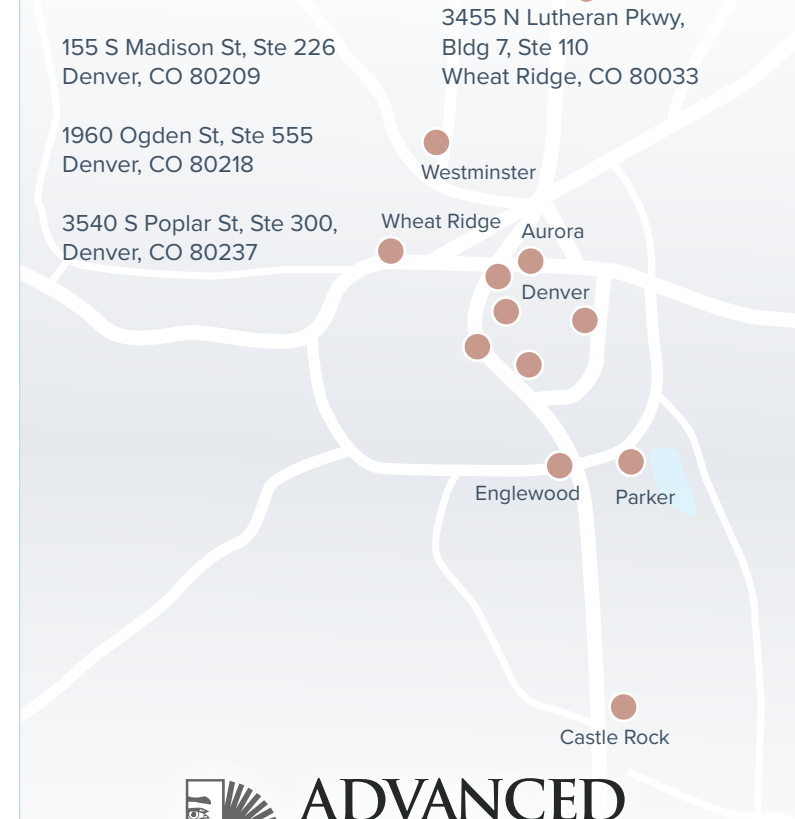 155 S Madison St, Ste 226
Denver, CO 80209
1960 Ogden St, Ste 555
Denver, CO 80218
3540 S Poplar St, Ste 300,
Denver, CO 80237
3455 N Lutheran Pkwy,
Bldg 7, Ste 110
Wheat Ridge, CO 80033
Westminster
Wheat Ridge
Aurora
Denver
Englewood
Parker
Castle Rock
ADVANCED